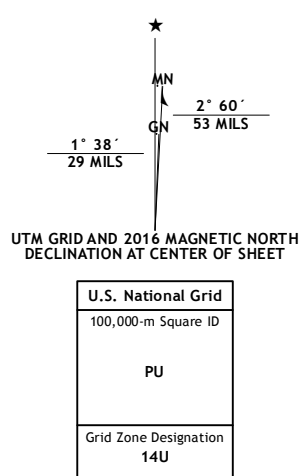 ★
MN
GN
2° 60´
53 MILS
1° 38´
29 MILS
UTM GRID AND 2016 MAGNETIC NORTH
DECLINATION AT CENTER OF SHEET
U.S. National Grid
100,000-m Square ID
PU
Grid Zone Designation
14U